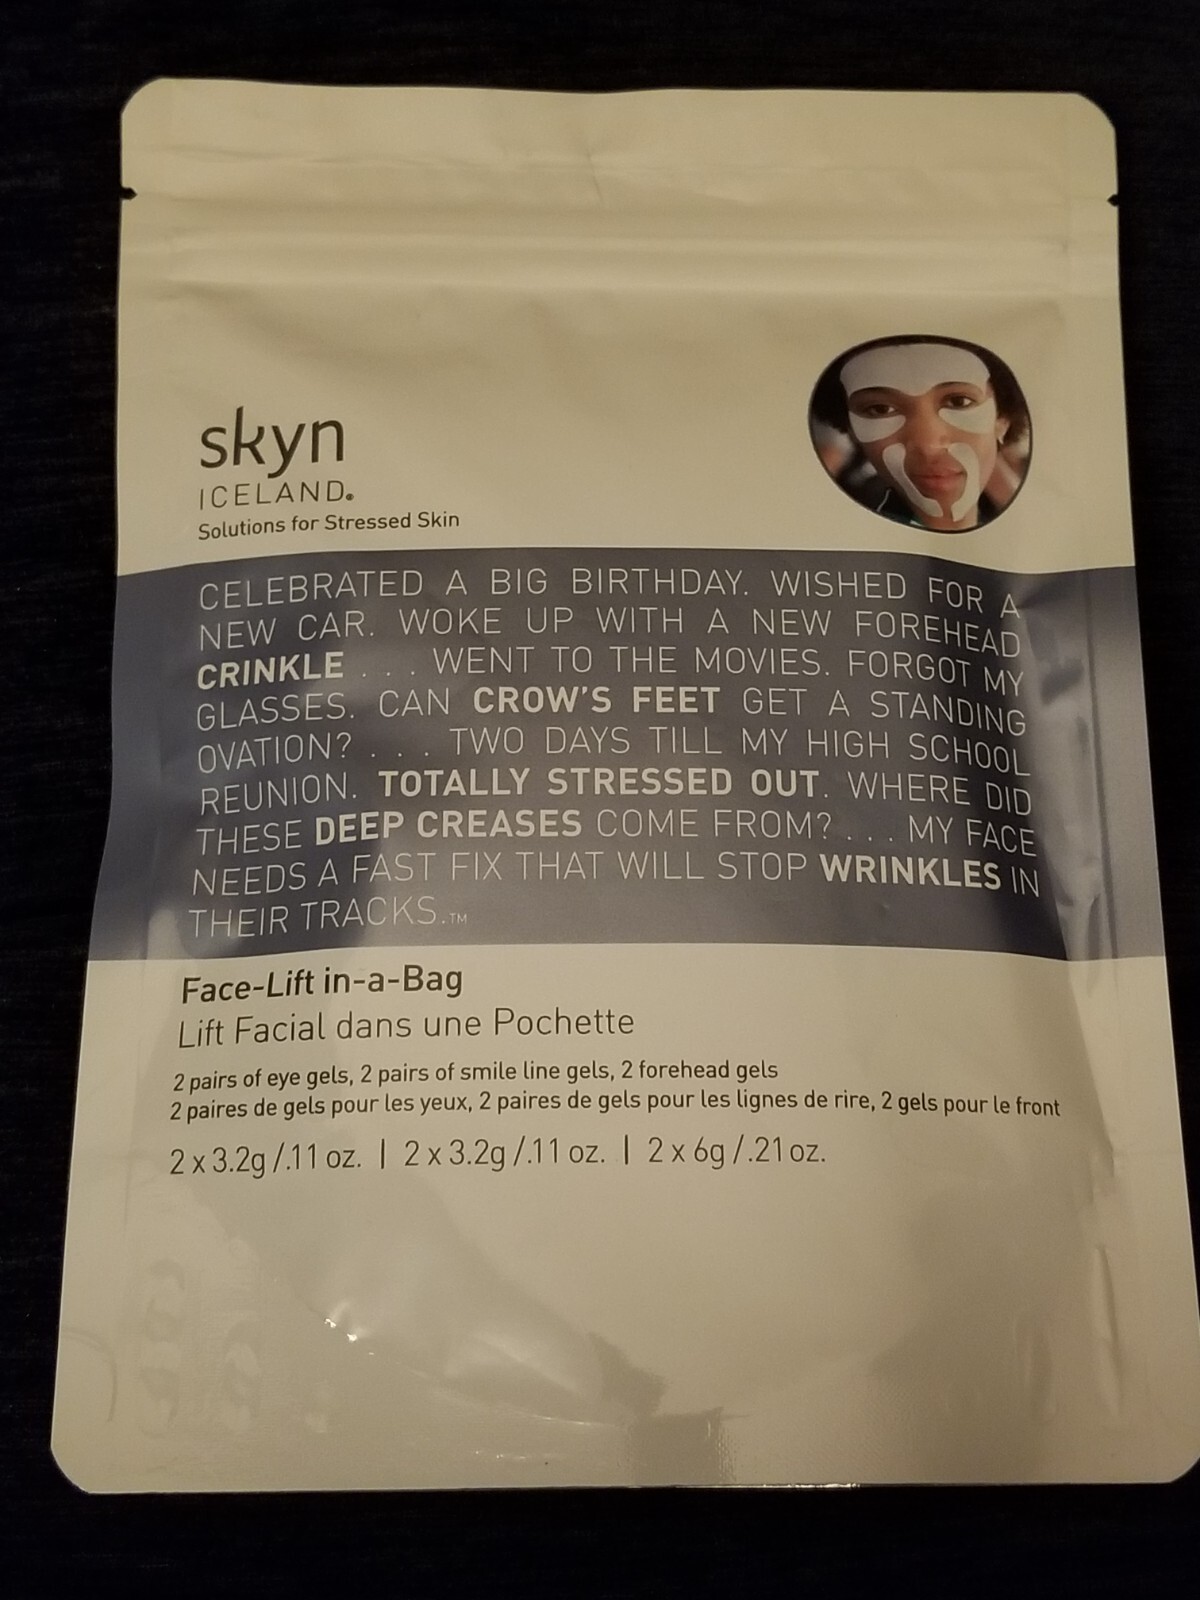 skyn
ICELAND®
Solutions for Stressed Skin
CELEBRATED A BIG BIRTHDAY. WISHED FOR A
NEW CAR. WOKE UP WITH A NEW FOREHEAD
CRINKLE . . . WENT TO THE MOVIES. FORGOT MY
GLASSES. CAN CROW'S FEET GET A STANDING
OVATION? . . . TWO DAYS TILL MY HIGH SCHOOL
REUNION. TOTALLY STRESSED OUT. WHERE DID
THESE DEEP CREASES COME FROM? . . . MY FACE
NEEDS A FAST FIX THAT WILL STOP WRINKLES IN
THEIR TRACKS.™
Face-Lift in-a-Bag
Lift Facial dans une Pochette
2 pairs of eye gels, 2 pairs of smile line gels, 2 forehead gels
2 paires de gels pour les yeux, 2 paires de gels pour les lignes de rire, 2 gels pour le front
2 x 3.2g /.11 oz. | 2 x 3.2g /.11 oz. | 2 x 6g /.21 oz.